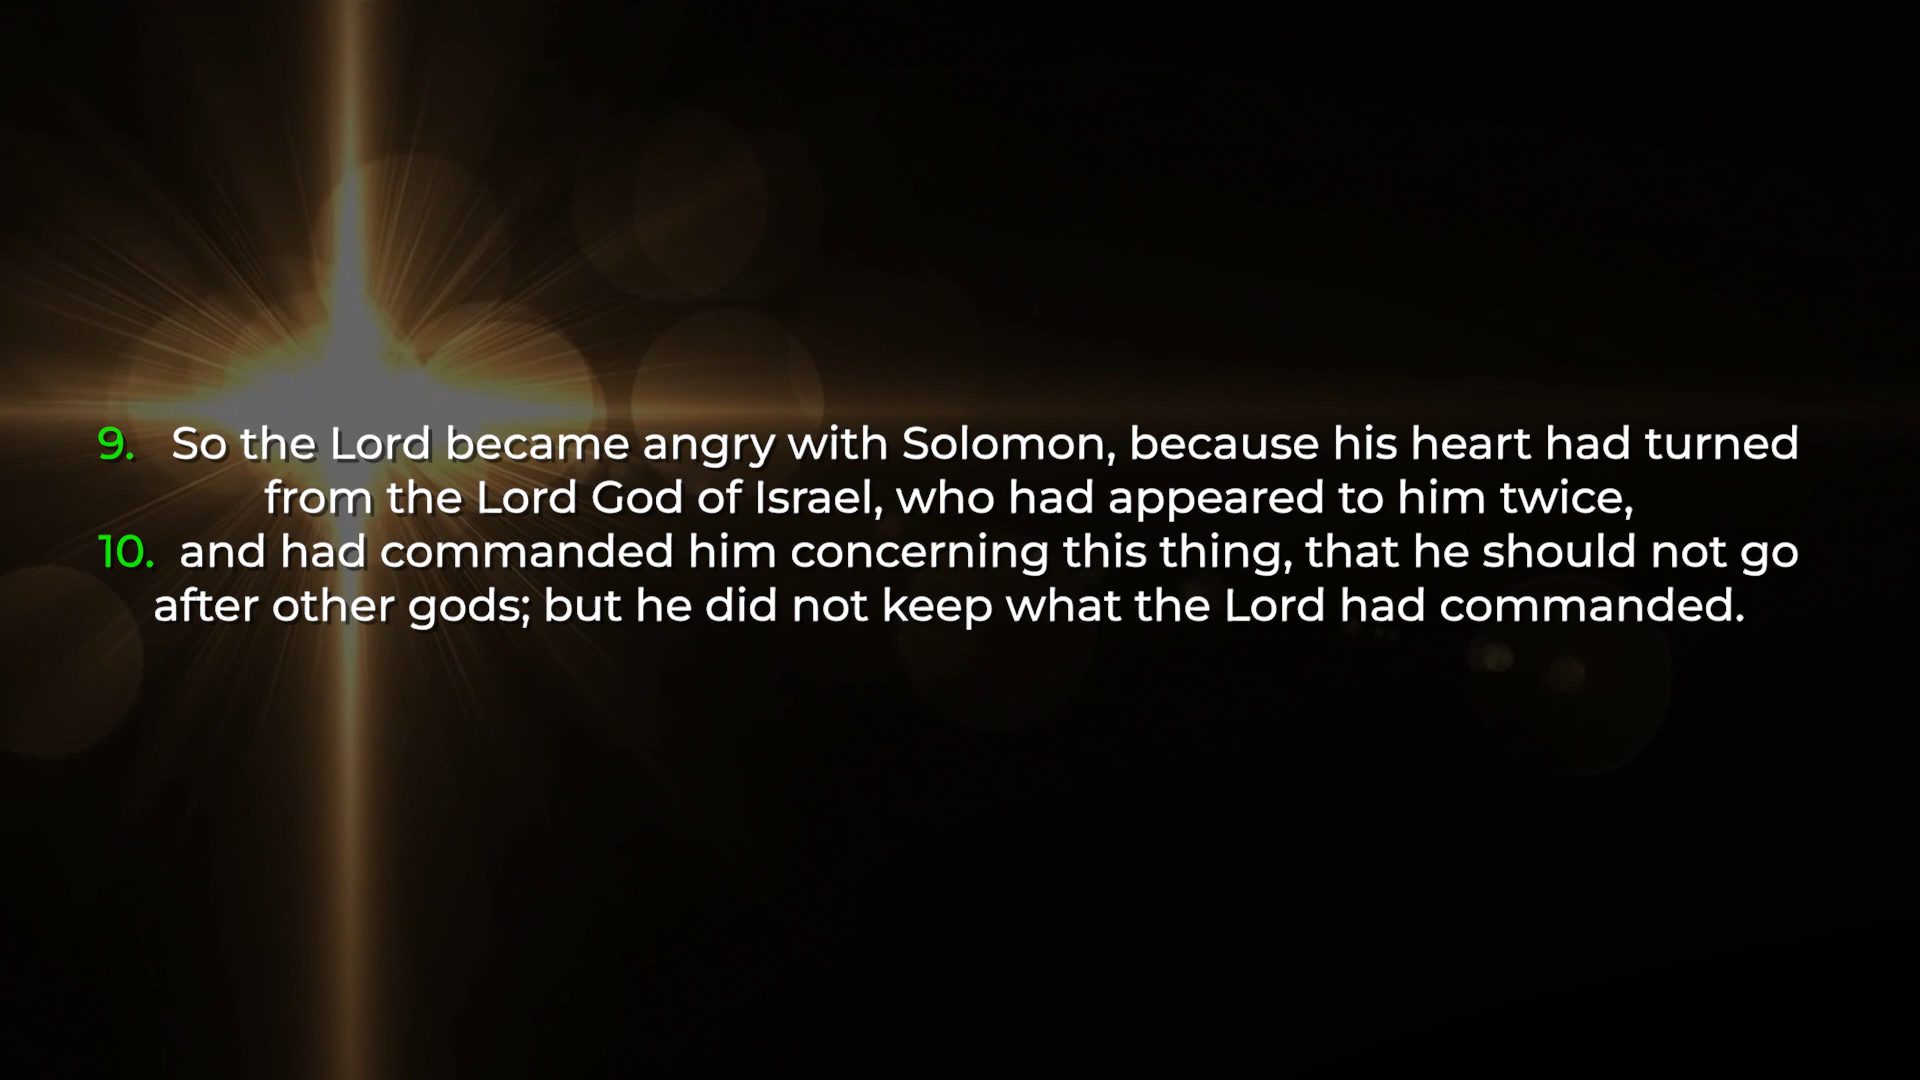 9. So the Lord became angry with Solomon, because his heart had turned
from the Lord God of Israel, who had appeared to him twice,
10. and had commanded him concerning this thing, that he should not go
after other gods; but he did not keep what the Lord had commanded.